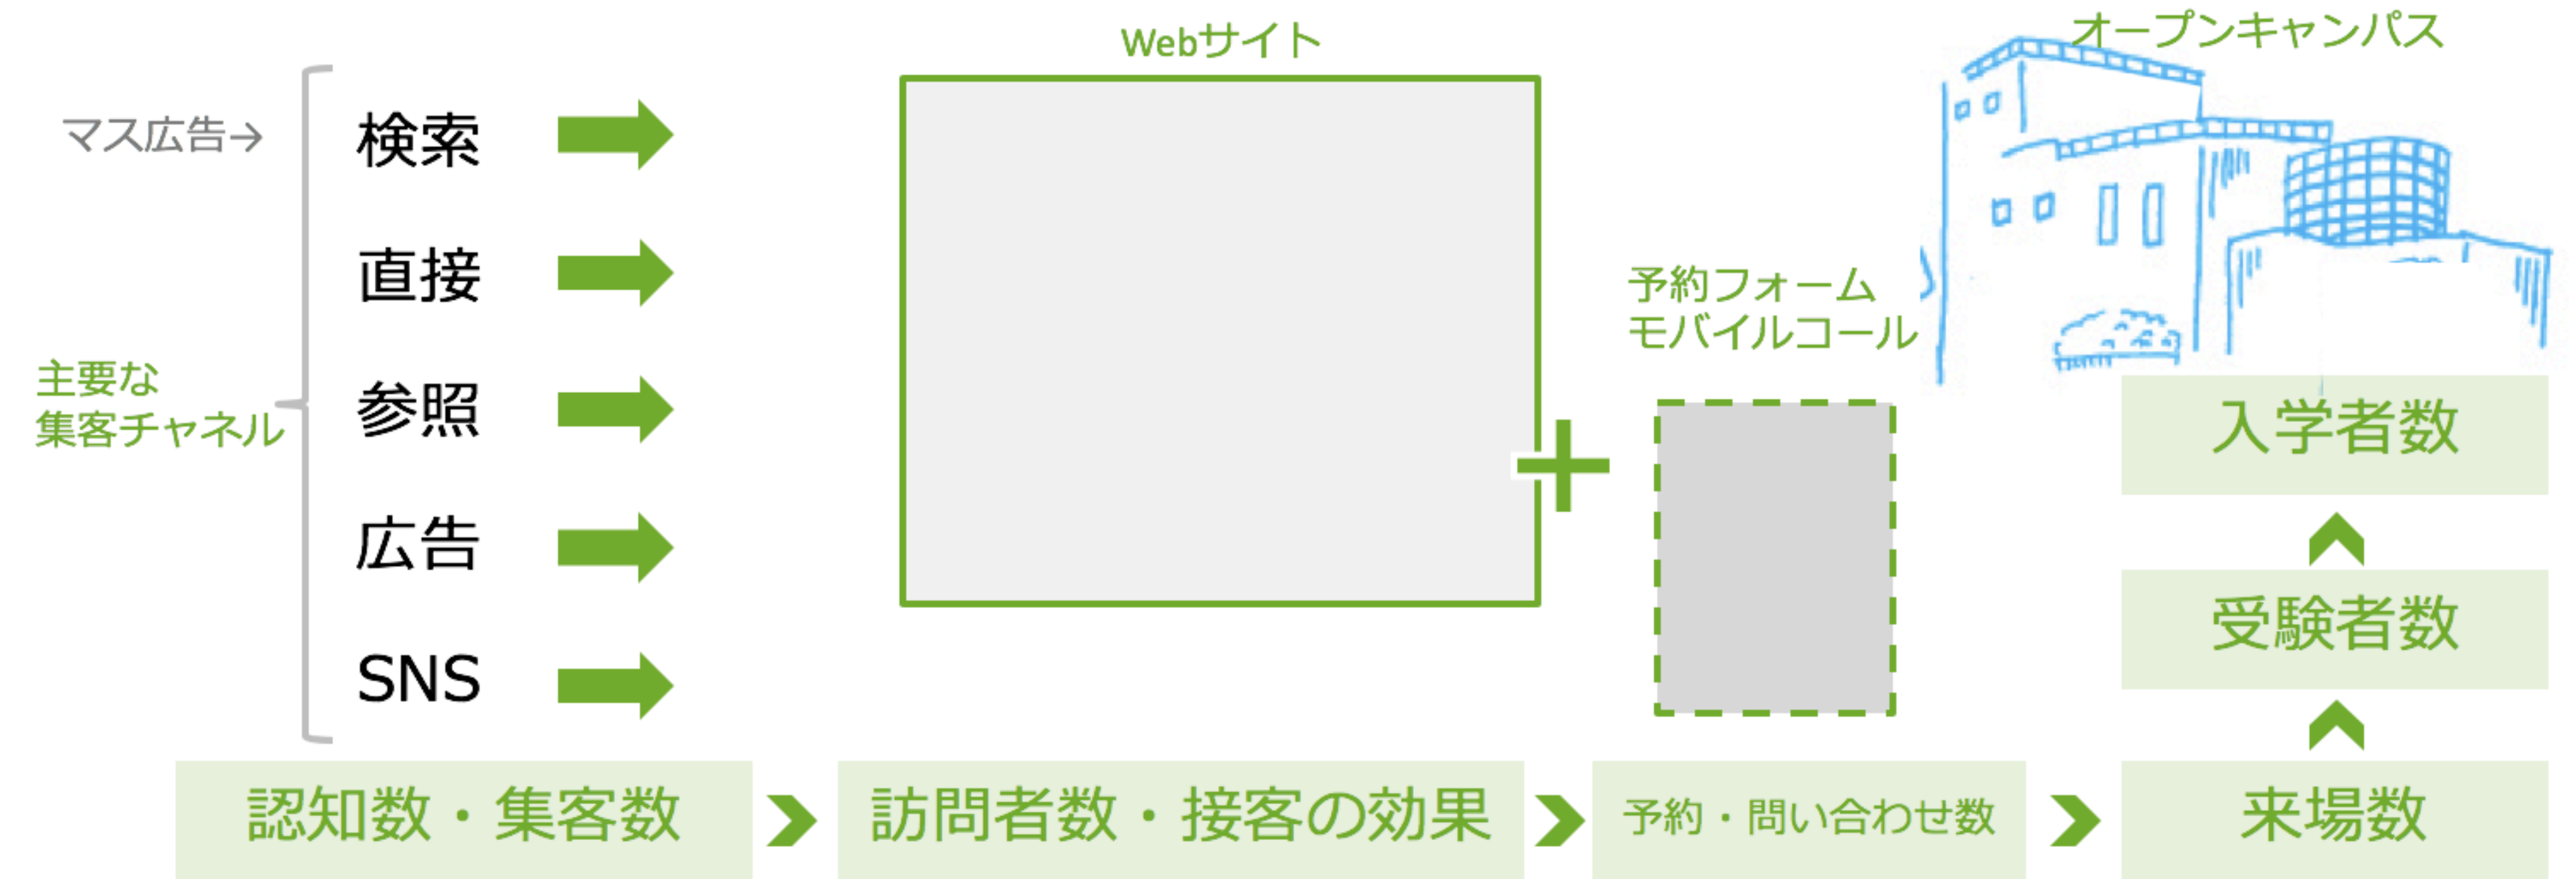 マス広告→
主要な
集客チャネル
検索
直接
参照
広告
SNS
Webサイト
予約フォーム
モバイルコール
オープンキャンパス
入学者数
受験者数
認知数・集客数
訪問者数・接客の効果
予約・問い合わせ数
来場数